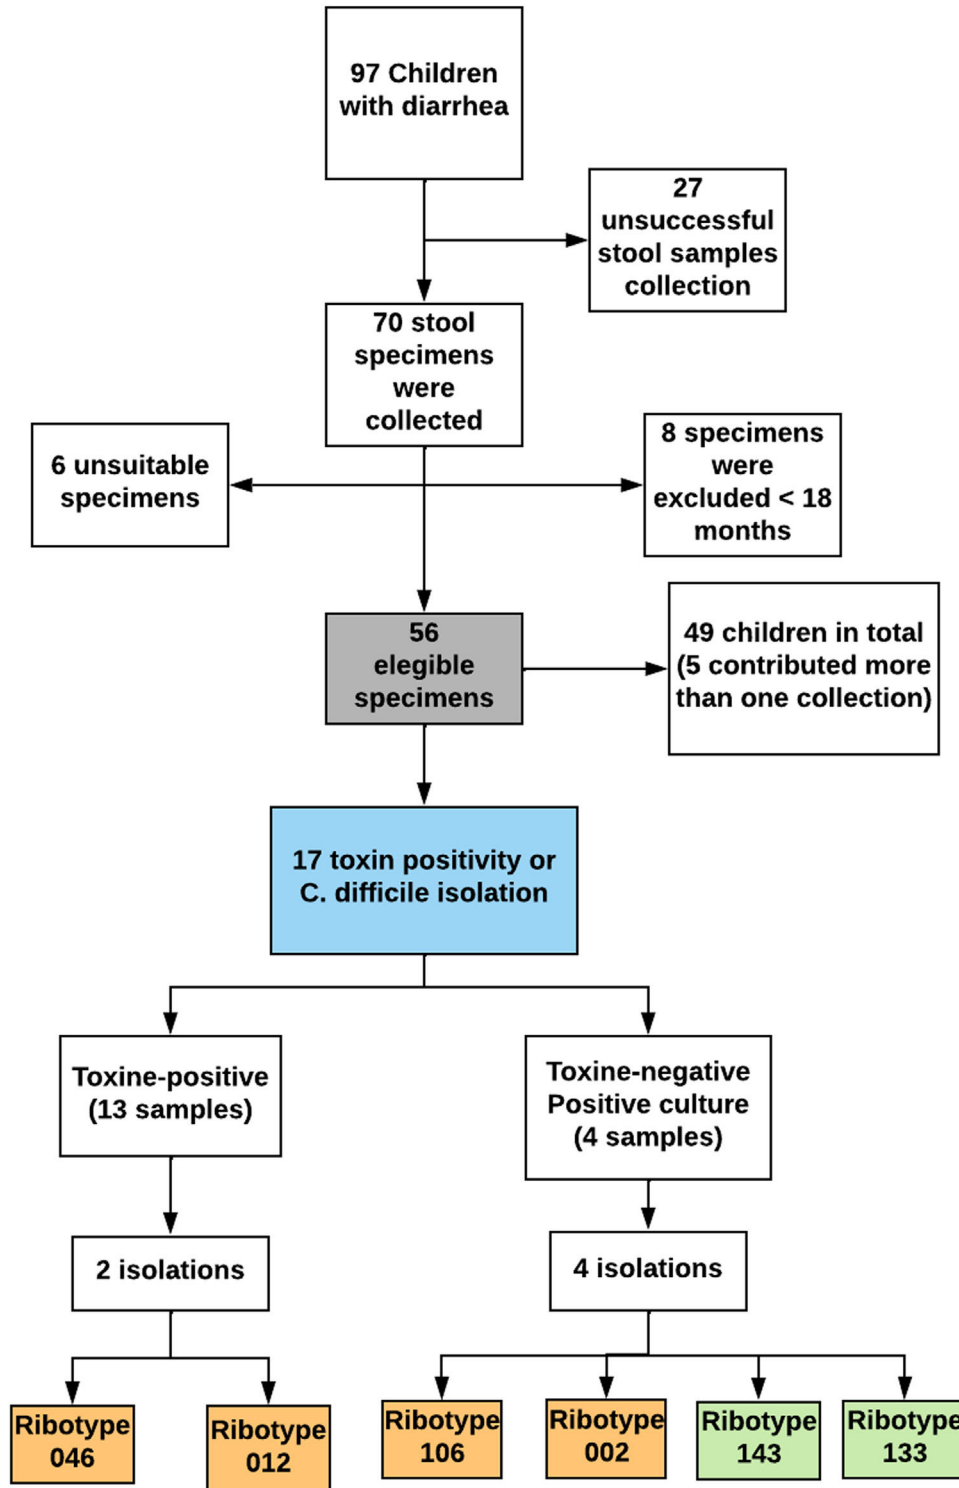 97 Children
with diarrhea
27
unsuccessful
stool samples
collection
70 stool
specimens
were
collected
6 unsuitable
specimens
8 specimens
were
excluded < 18
months
56
elegible
specimens
49 children in total
(5 contributed more
than one collection)
17 toxin positivity or
C. difficile isolation
Toxine-positive
(13 samples)
Toxine-negative
Positive culture
(4 samples)
2 isolations
4 isolations
Ribotype
046
Ribotype
012
Ribotype
106
Ribotype
002
Ribotype
143
Ribotype
133